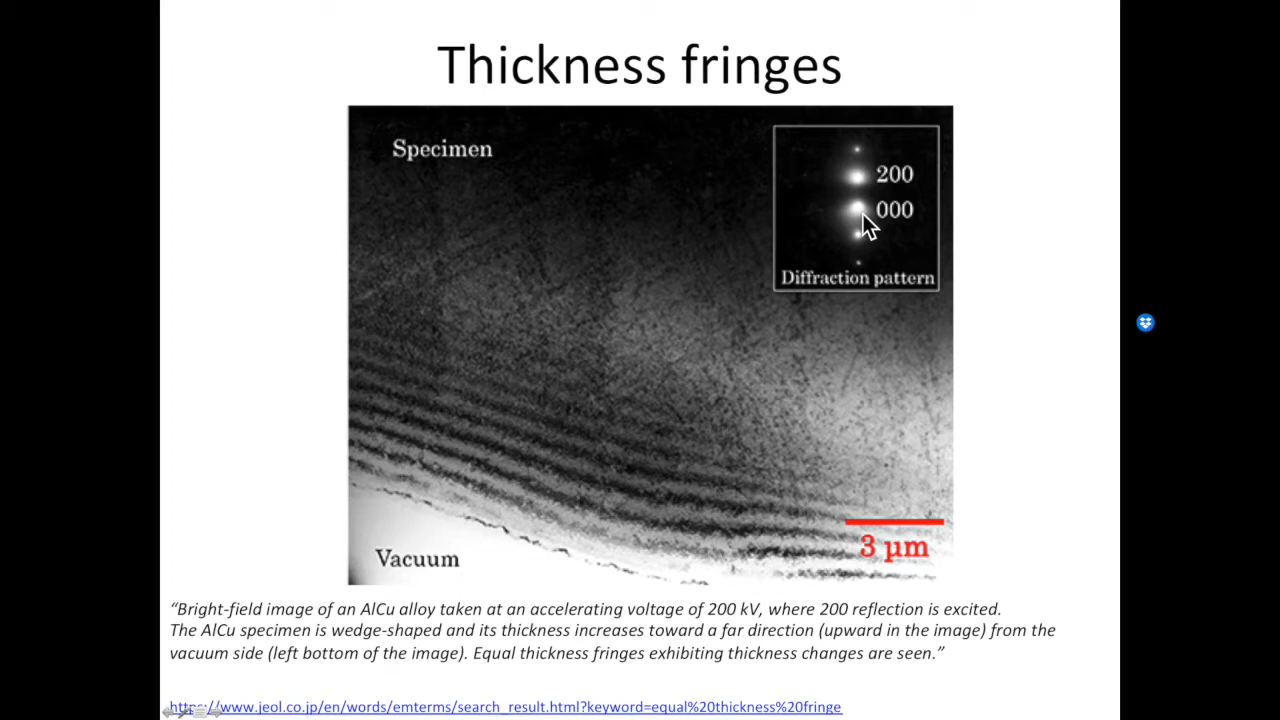 Thickness fringes
Specimen
200
000
Diffraction pattern
3 μm
Vacuum
“Bright-field image of an AlCu alloy taken at an accelerating voltage of 200 kV, where 200 reflection is excited.
The AlCu specimen is wedge-shaped and its thickness increases toward a far direction (upward in the image) from the
vacuum side (left bottom of the image). Equal thickness fringes exhibiting thickness changes are seen.”
https://www.jeol.co.jp/en/words/emterms/search_result.html?keyword=equal%20thickness%20fringe